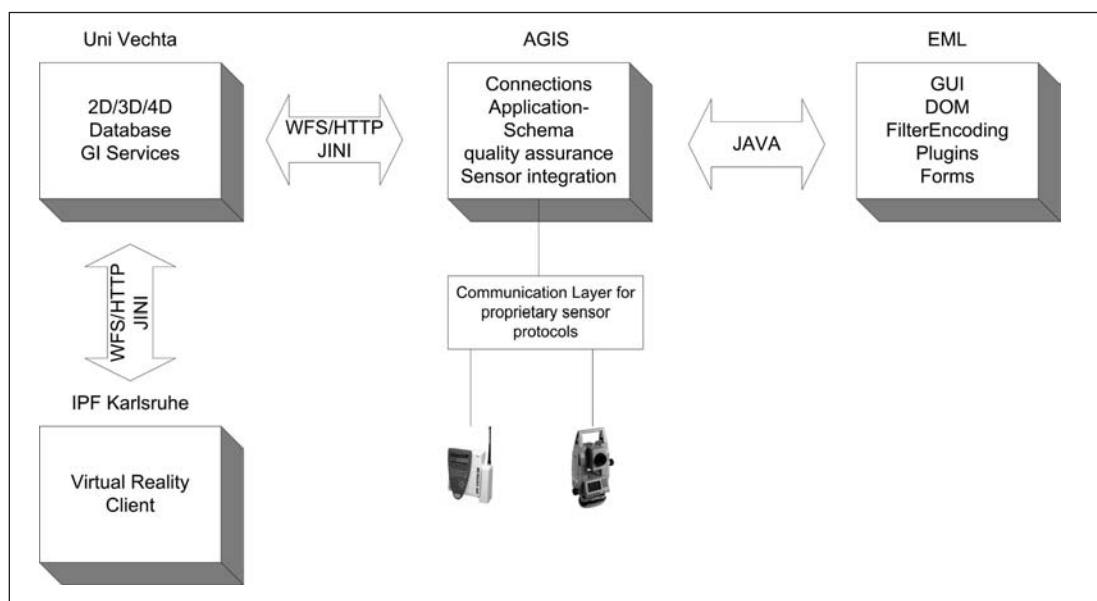 Uni Vechta
2D/3D/4D
Database
GI Services
WFS/HTTP
JINI
AGIS
Connections
Application-
Schema
quality assurance
Sensor integration
JAVA
EML
GUI
DOM
FilterEncoding
Plugins
Forms
WFS/HTTP
JINI
Communication Layer for
proprietary sensor
protocols
IPF Karlsruhe
Virtual Reality
Client